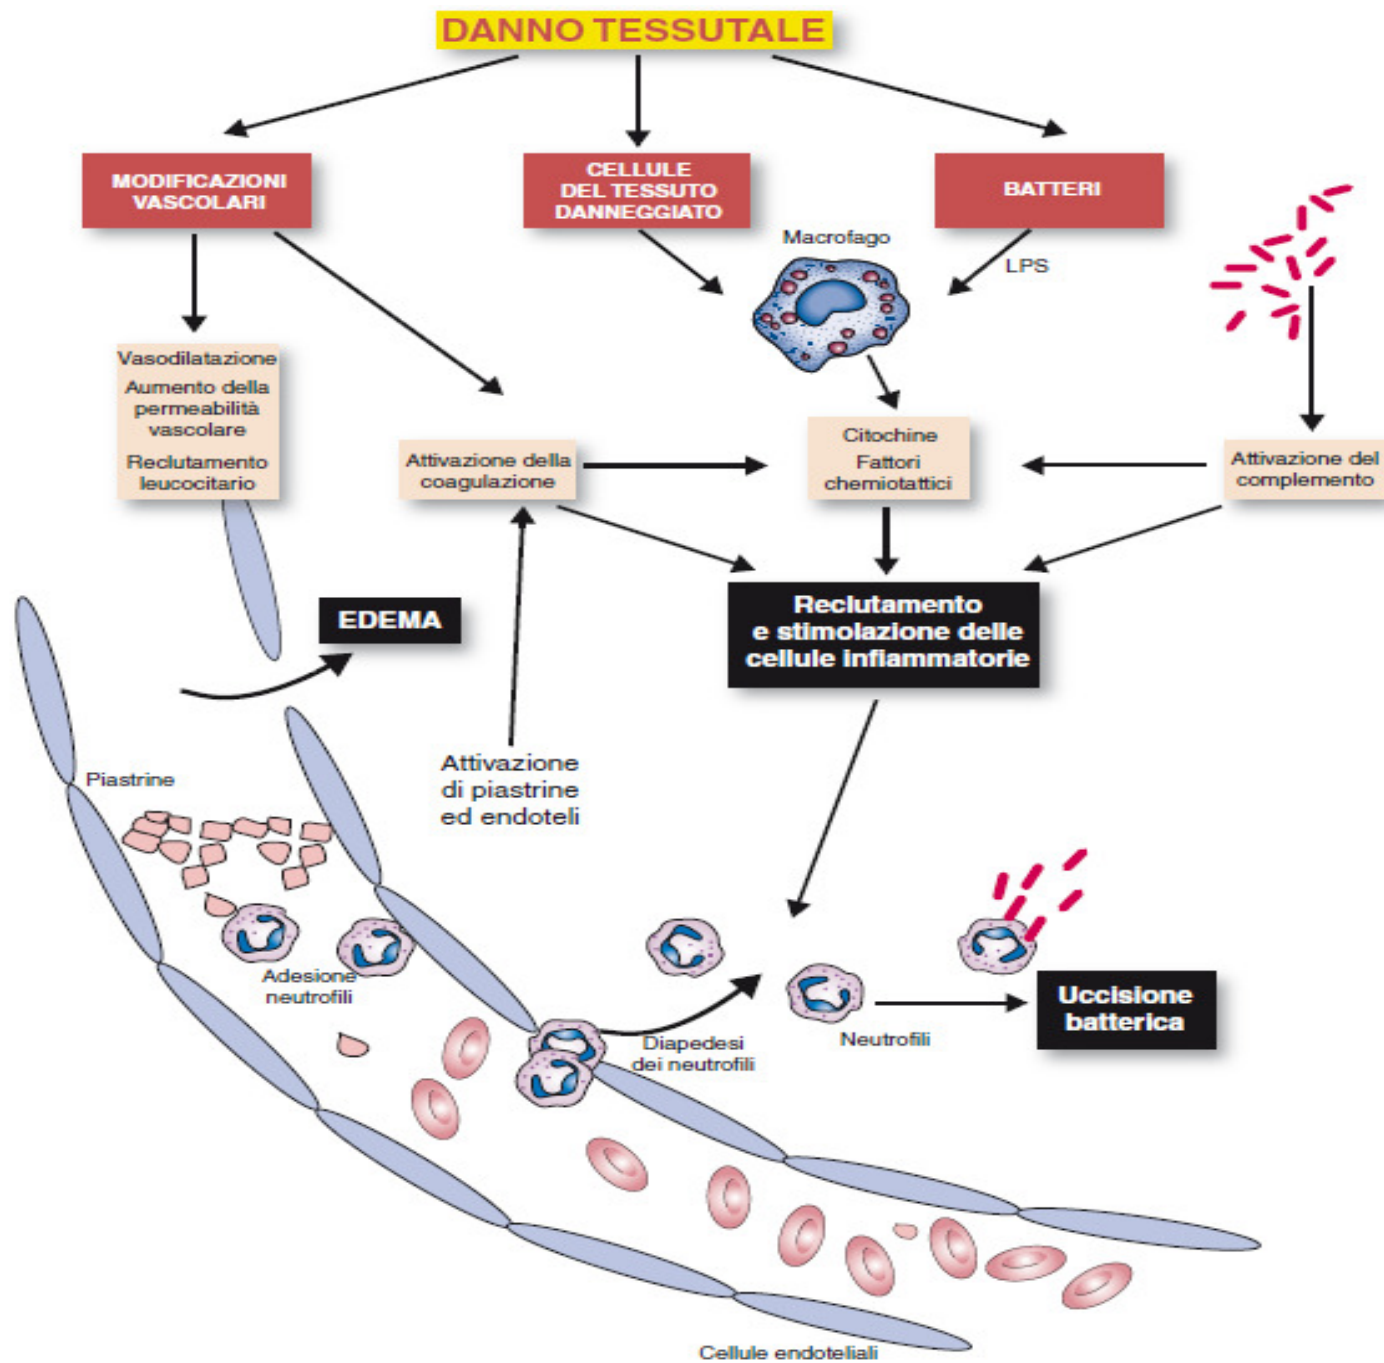 DANNO TESSUTALE
MODIFICAZIONI
VASCOLARI
CELLULE
DEL TESSUTO
DANNEGGIATO
BATTERI
Macrofago
LPS
Vasodilatazione
Aumento della
permeabilità
vascolare
Reclutamento
leucocitario
Attivazione della
coagulazione
Citochine
Fattori
chemiotattici
Attivazione del
complemento
EDEMA
Reclutamento
e stimolazione delle
cellule infiammatorie
Attivazione
di piastrine
ed endoteli
Piastrine
Adesione
neutrofili
Diapedesi
dei neutrofili
Neutrofili
Uccisione
batterica
Cellule endoteliali